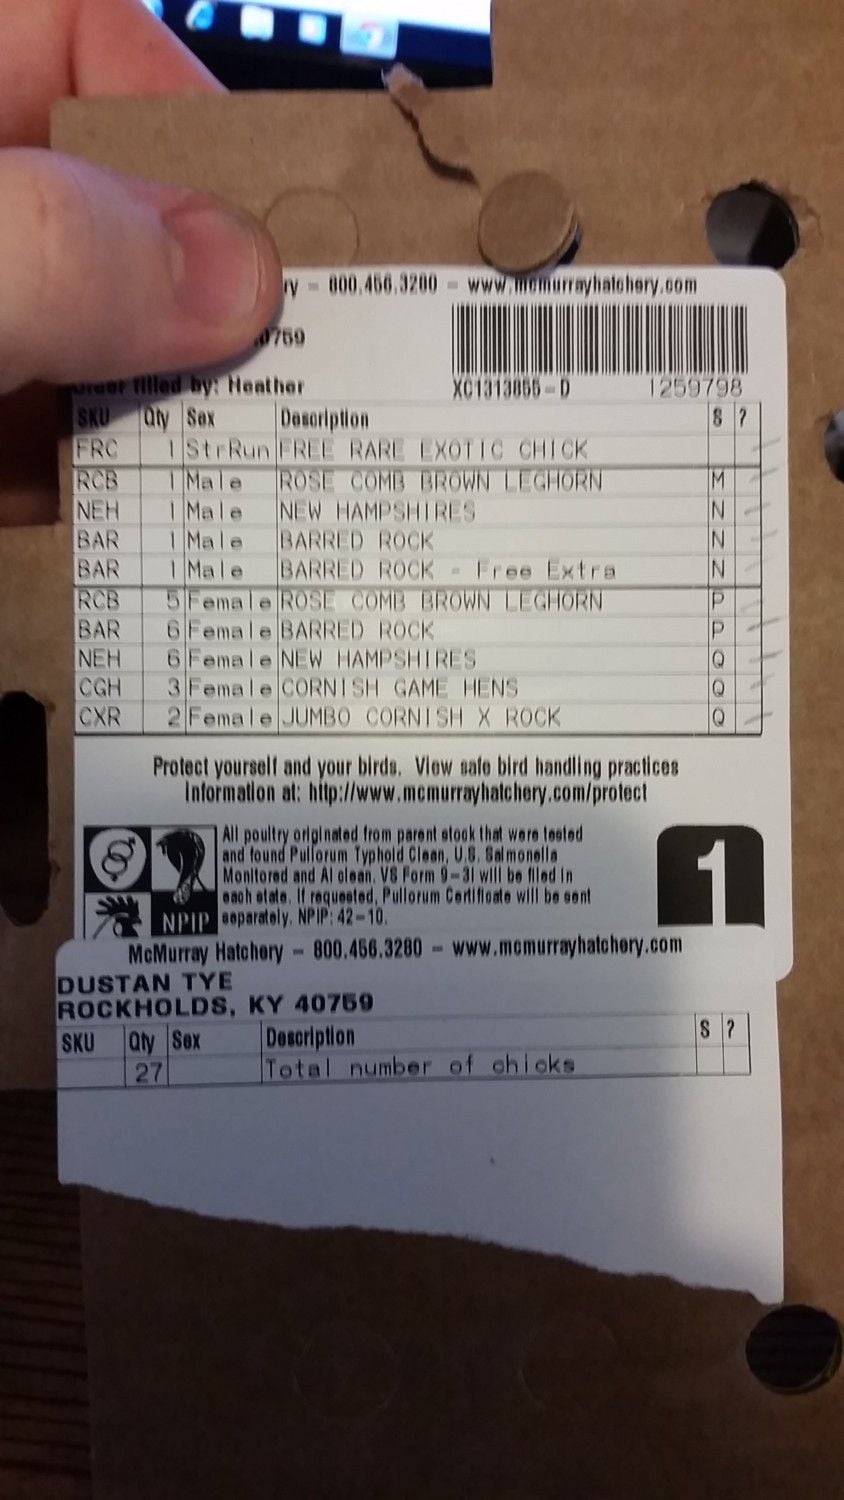 ry - 800.456.3280 - www.mcmurrayhatchery.com
0759
Order filled by: Heather
XC1313855-D 1259798
SKU Qty Sex Description S ?
FRC 1 StrRun FREE RARE EXOTIC CHICK
RCB 1 Male ROSE COMB BROWN LEGHORN M
NEH 1 Male NEW HAMPSHIRES N
BAR 1 Male BARRED ROCK N
BAR 1 Male BARRED ROCK - Free Extra N
RCB 5 Female ROSE COMB BROWN LEGHORN P
BAR 6 Female BARRED ROCK P
NEH 6 Female NEW HAMPSHIRES Q
CGH 3 Female CORNISH GAME HENS Q
CXR 2 Female JUMBO CORNISH X ROCK Q
Protect yourself and your birds. View safe bird handling practices
information at: http://www.mcmurrayhatchery.com/protect
All poultry originated from parent stock that were tested
and found Pullorum Typhoid Clean, U.S. Salmonella
Monitored and AI clean. VS Form 9-3I will be filed in
each state. If requested, Pullorum Certificate will be sent
separately. NPIP: 42-10.
NPIP
1
McMurray Hatchery - 800.456.3280 - www.mcmurrayhatchery.com
DUSTAN TYE
ROCKHOLDS, KY 40759
SKU Qty Sex Description S ?
27 Total number of chicks